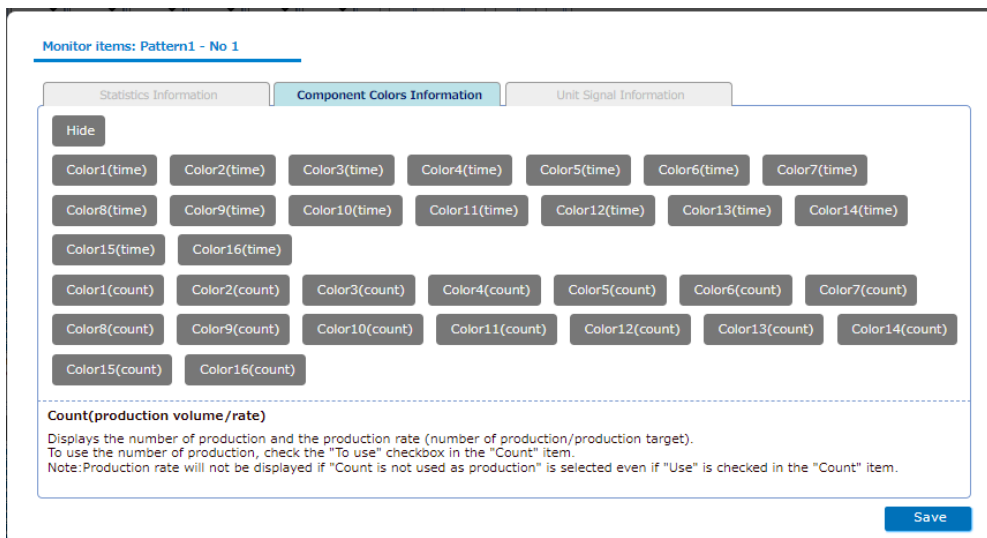 Monitor items: Pattern1 - No 1
Statistics Information Component Colors Information Unit Signal Information
Hide
Color1(time) Color2(time) Color3(time) Color4(time) Color5(time) Color6(time) Color7(time)
Color8(time) Color9(time) Color10(time) Color11(time) Color12(time) Color13(time) Color14(time)
Color15(time) Color16(time)
Color1(count) Color2(count) Color3(count) Color4(count) Color5(count) Color6(count) Color7(count)
Color8(count) Color9(count) Color10(count) Color11(count) Color12(count) Color13(count) Color14(count)
Color15(count) Color16(count)
Count(production volume/rate)
Displays the number of production and the production rate (number of production/production target).
To use the number of production, check the "To use" checkbox in the "Count" item.
Note:Production rate will not be displayed if "Count is not used as production" is selected even if "Use" is checked in the "Count" item.
Save